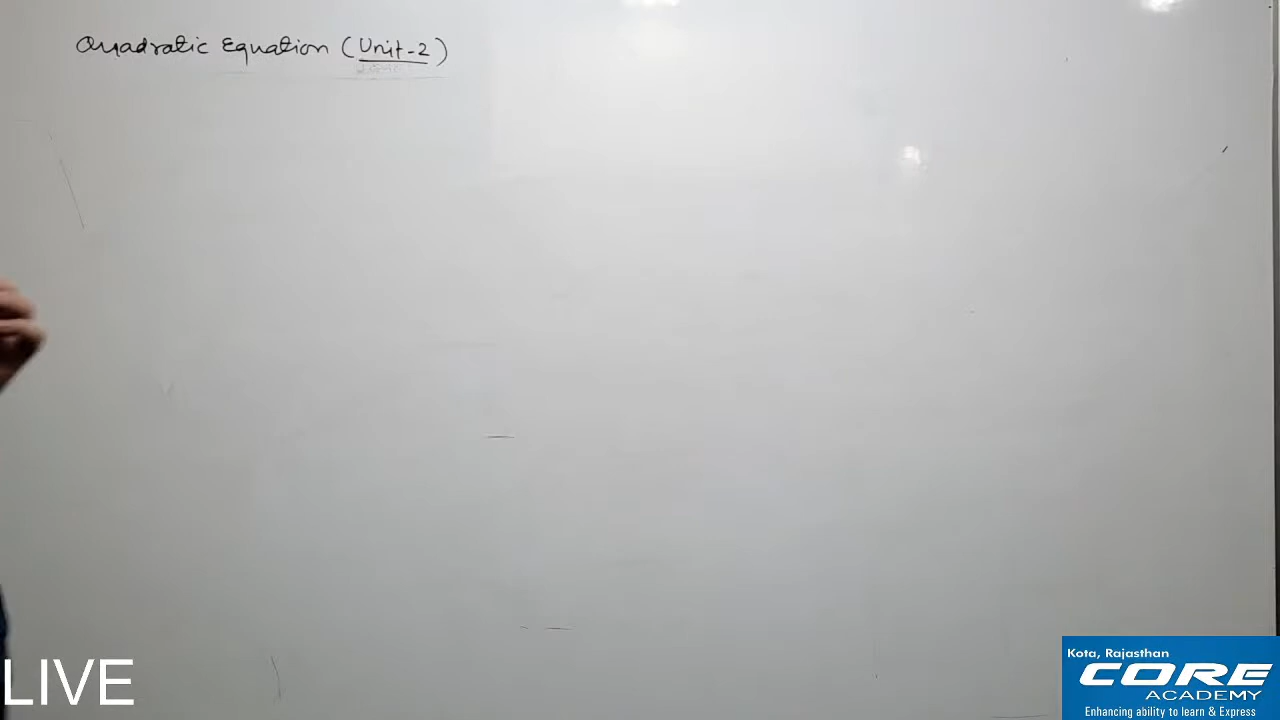 Quadratic Equation (Unit-2)
LIVE
Kota, Rajasthan
CORE
ACADEMY
Enhancing ability to learn & Express